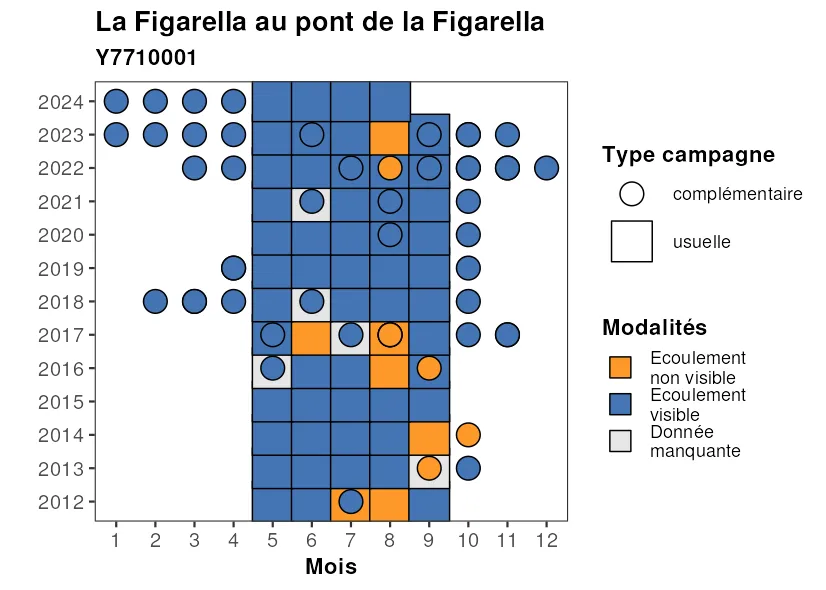 La Figarella au pont de la Figarella
Y7710001
2024
2023
2022
2021
2020
2019
2018
2017
2016
2015
2014
2013
2012
1 2 3 4 5 6 7 8 9 10 11 12
Mois
Type campagne
complémentaire
usuelle
Modalités
Ecoulement
non visible
Ecoulement
visible
Donnée
manquante